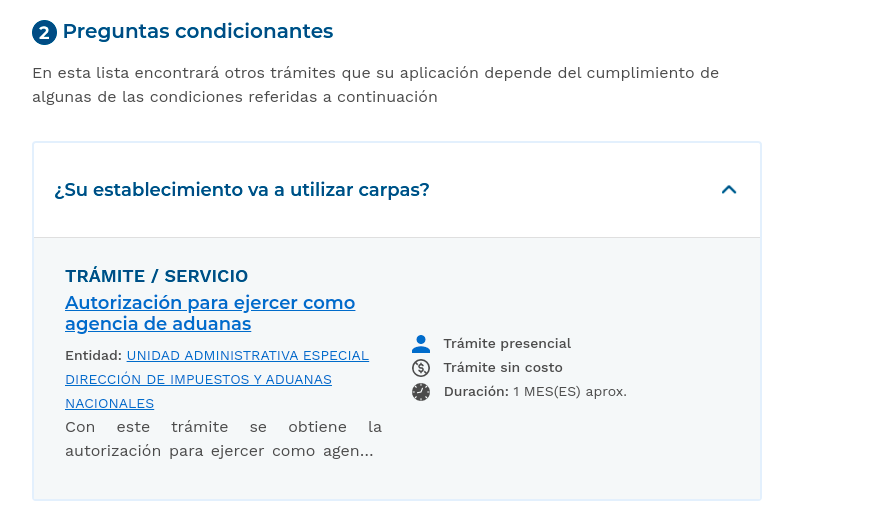 2 Preguntas condicionantes
En esta lista encontrará otros trámites que su aplicación depende del cumplimiento de
algunas de las condiciones referidas a continuación
¿Su establecimiento va a utilizar carpas?
TRÁMITE / SERVICIO
Autorización para ejercer como
agencia de aduanas
Entidad: UNIDAD ADMINISTRATIVA ESPECIAL
DIRECCIÓN DE IMPUESTOS Y ADUANAS
NACIONALES
Con este trámite se obtiene la
autorización para ejercer como agen...
Trámite presencial
Trámite sin costo
Duración: 1 MES(ES) aprox.